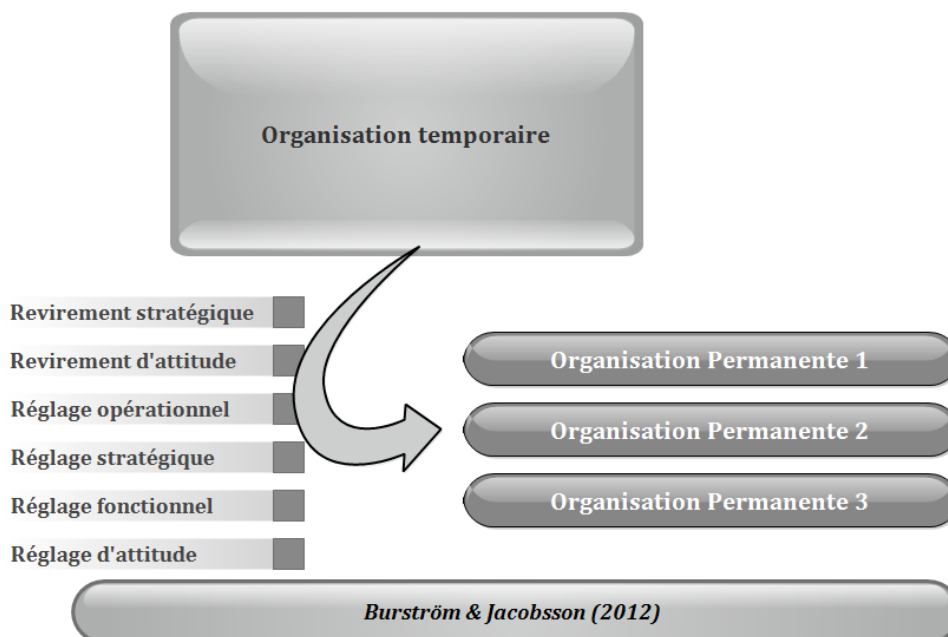 Organisation temporaire
Revirement stratégique
Revirement d'attitude
Réglage opérationnel
Réglage stratégique
Réglage fonctionnel
Réglage d'attitude
Organisation Permanente 1
Organisation Permanente 2
Organisation Permanente 3
Burström & Jacobsson (2012)